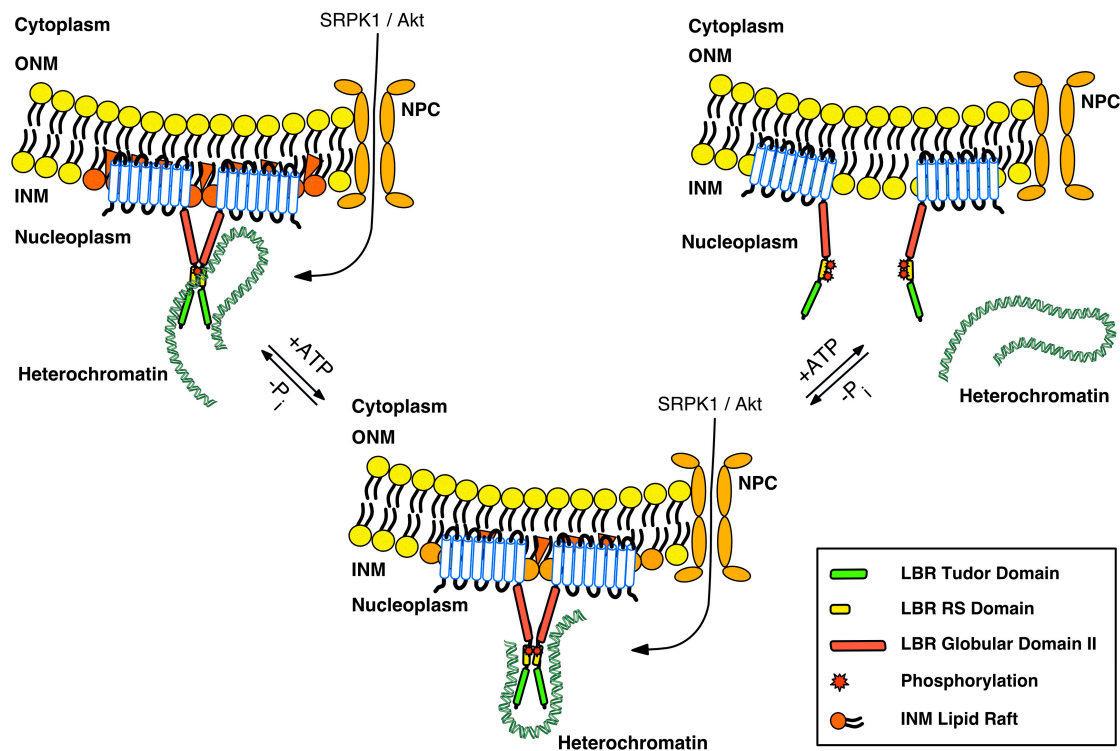 SRPK1 / Akt
Cytoplasm
ONM
NPC
INM
Nucleoplasm
Heterochromatin
+ATP
-Pi
Cytoplasm
ONM
NPC
INM
Nucleoplasm
Heterochromatin
+ATP
-Pi
SRPK1 / Akt
Cytoplasm
ONM
NPC
INM
Nucleoplasm
Heterochromatin
LBR Tudor Domain
LBR RS Domain
LBR Globular Domain II
Phosphorylation
INM Lipid Raft